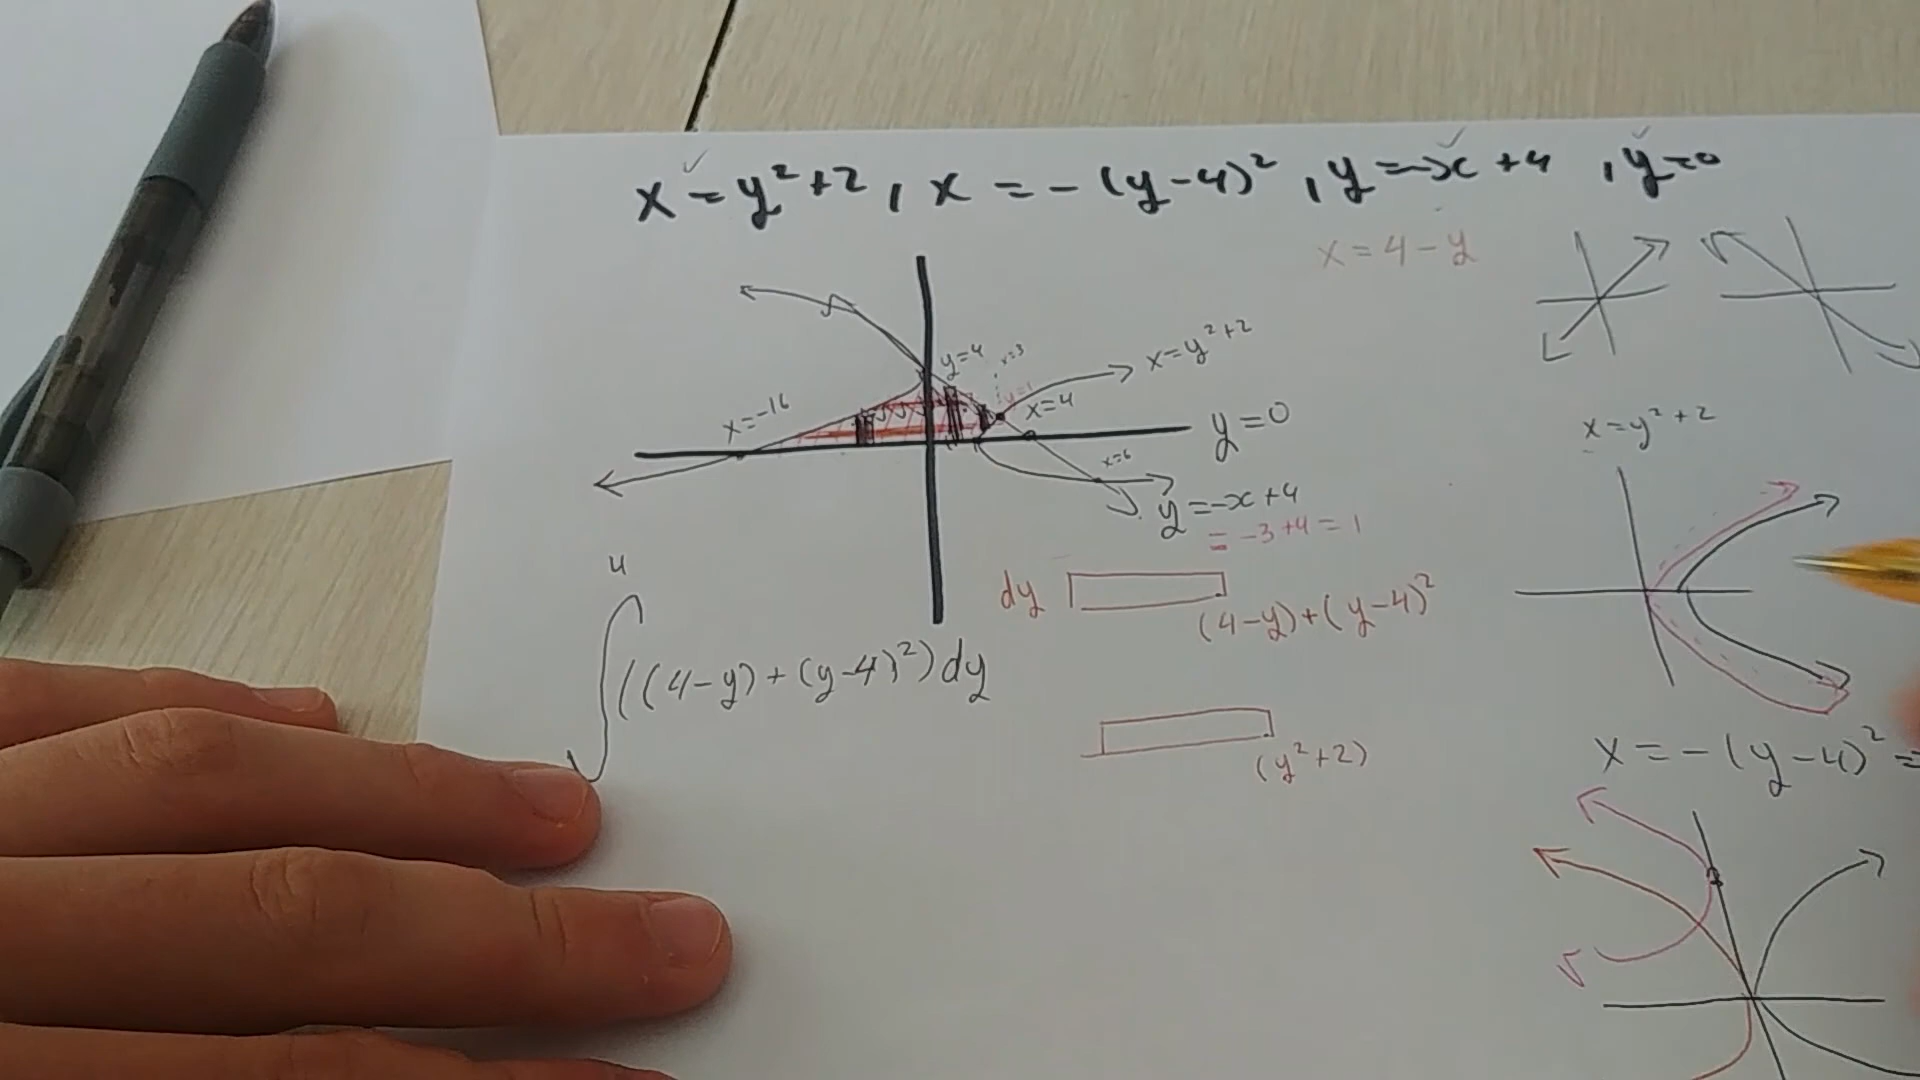 x = y² + 2 , x = - (y-4)² , y = -x + 4 , y = 0
x = 4 - y
y=4
x=3
x=y²+2
x=-16
y=1
x=4
y=0
x=y²+2
x=6
y = -x + 4
= -3+4 = 1
4
dy
(4-y)+(y-4)²
∫((4-y)+(y-4)²)dy
(y²+2)
x = -(y-4)² =